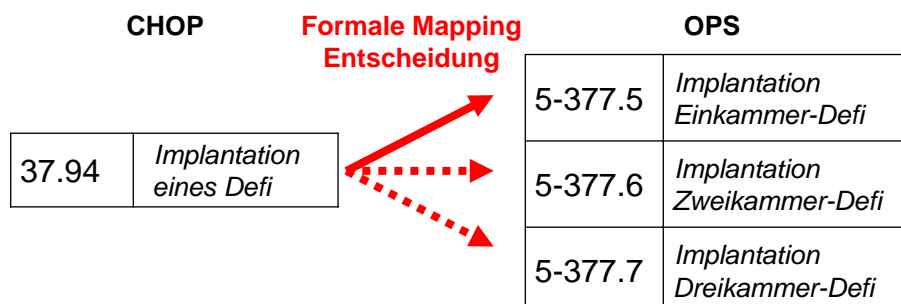 CHOP
Formale Mapping
Entscheidung
OPS
37.94
Implantation
eines Defi
5-377.5
Implantation
Einkammer-Defi
5-377.6
Implantation
Zweikammer-Defi
5-377.7
Implantation
Dreikammer-Defi